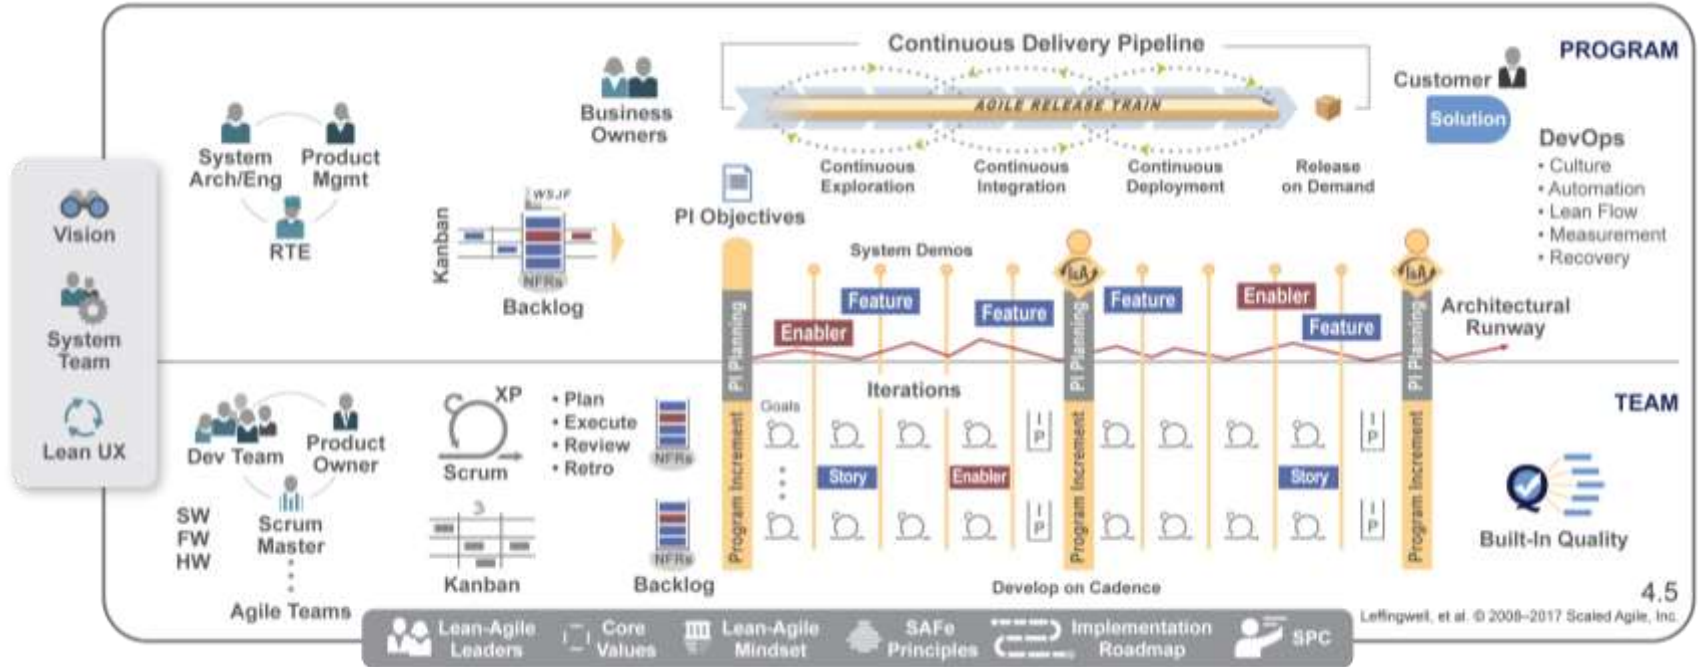 Continuous Delivery Pipeline
PROGRAM
Customer
Solution
Business
Owners
AGILE RELEASE TRAIN
System
Arch/Eng
Product
Mgmt
RTE
Continuous
Exploration
Continuous
Integration
Continuous
Deployment
Release
on Demand
DevOps
• Culture
• Automation
• Lean Flow
• Measurement
• Recovery
Vision
System
Team
Lean UX
Kanban
WSJF
NFRs
Backlog
PI Objectives
System Demos
I&A
I&A
Feature
Feature
Feature
Enabler
Enabler
Feature
Architectural
Runway
PI Planning
PI Planning
PI Planning
TEAM
Dev Team
Product
Owner
Scrum
Master
SW
FW
HW
Agile Teams
XP
Scrum
• Plan
• Execute
• Review
• Retro
3
Kanban
NFRs
NFRs
Backlog
Program Increment
Program Increment
Program Increment
Iterations
Goals
I
P
I
P
Story
Enabler
Story
I
P
I
P
Develop on Cadence
Built-In Quality
4.5
Leffingwell, et al. © 2008–2017 Scaled Agile, Inc.
Lean-Agile
Leaders
Core
Values
Lean-Agile
Mindset
SAFe
Principles
Implementation
Roadmap
SPC